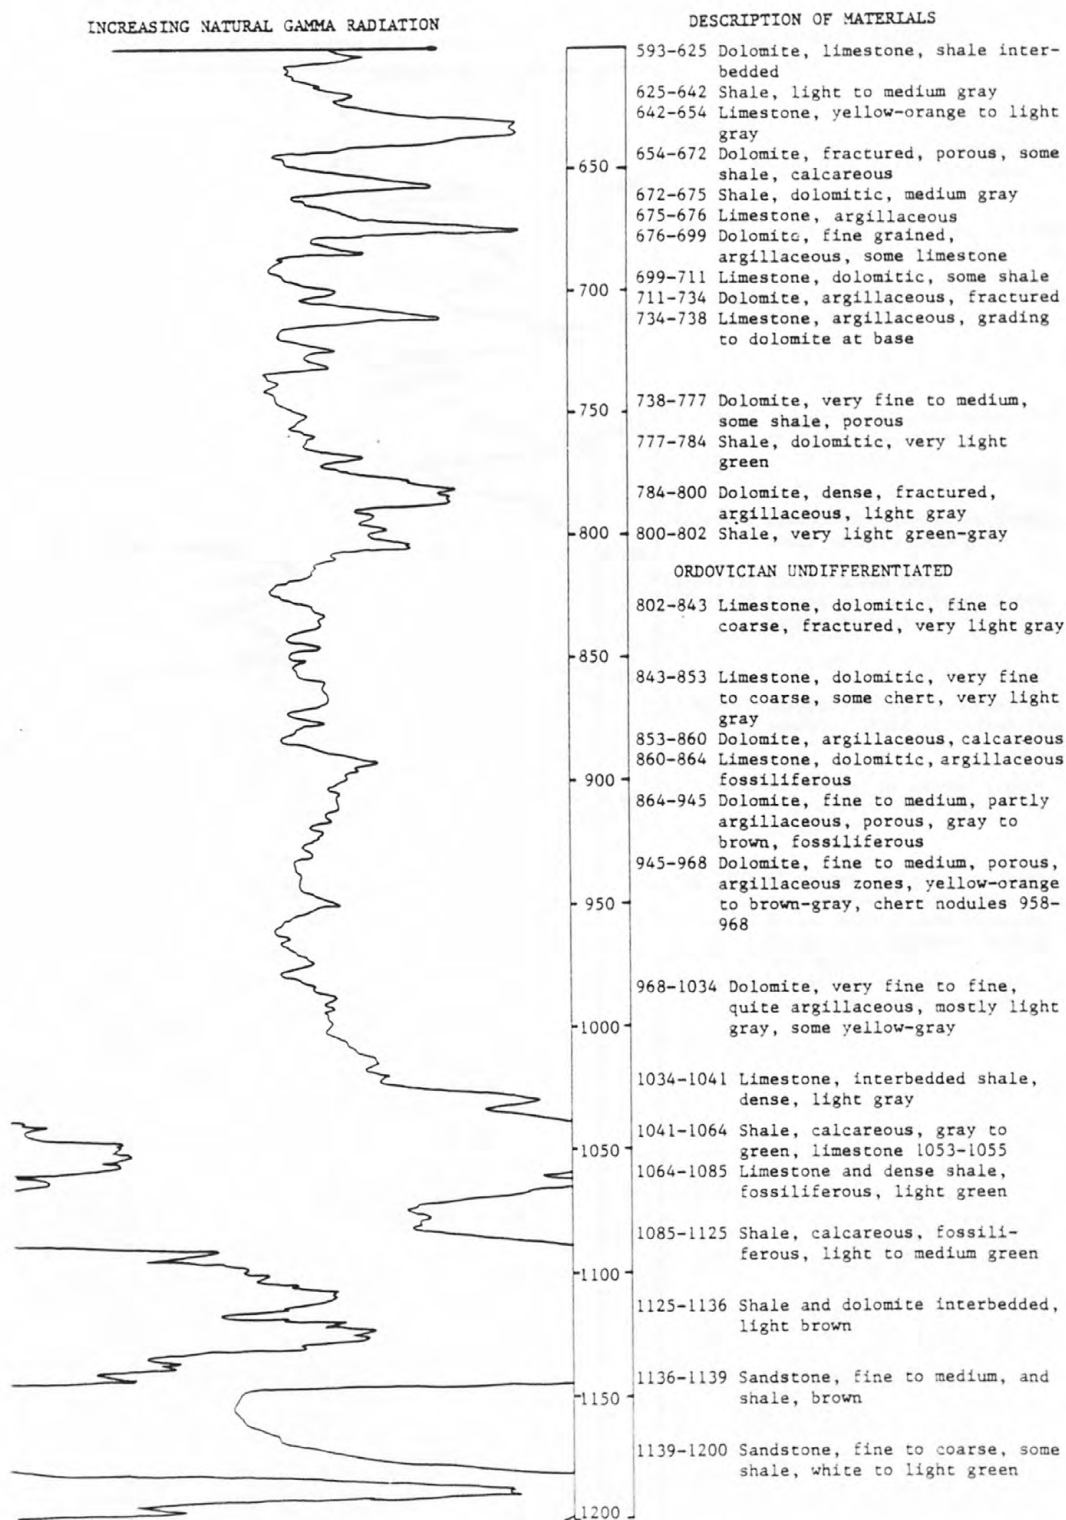 INCREASING NATURAL GAMMA RADIATION
DESCRIPTION OF MATERIALS
593-625 Dolomite, limestone, shale inter-
bedded
625-642 Shale, light to medium gray
642-654 Limestone, yellow-orange to light
gray
654-672 Dolomite, fractured, porous, some
shale, calcareous
672-675 Shale, dolomitic, medium gray
675-676 Limestone, argillaceous
676-699 Dolomite, fine grained,
argillaceous, some limestone
699-711 Limestone, dolomitic, some shale
711-734 Dolomite, argillaceous, fractured
734-738 Limestone, argillaceous, grading
to dolomite at base
738-777 Dolomite, very fine to medium,
some shale, porous
777-784 Shale, dolomitic, very light
green
784-800 Dolomite, dense, fractured,
argillaceous, light gray
800-802 Shale, very light green-gray
ORDOVICIAN UNDIFFERENTIATED
802-843 Limestone, dolomitic, fine to
coarse, fractured, very light gray
843-853 Limestone, dolomitic, very fine
to coarse, some chert, very light
gray
853-860 Dolomite, argillaceous, calcareous
860-864 Limestone, dolomitic, argillaceous
fossiliferous
864-945 Dolomite, fine to medium, partly
argillaceous, porous, gray to
brown, fossiliferous
945-968 Dolomite, fine to medium, porous,
argillaceous zones, yellow-orange
to brown-gray, chert nodules 958-
968
968-1034 Dolomite, very fine to fine,
quite argillaceous, mostly light
gray, some yellow-gray
1034-1041 Limestone, interbedded shale,
dense, light gray
1041-1064 Shale, calcareous, gray to
green, limestone 1053-1055
1064-1085 Limestone and dense shale,
fossiliferous, light green
1085-1125 Shale, calcareous, fossili-
ferous, light to medium green
1125-1136 Shale and dolomite interbedded,
light brown
1136-1139 Sandstone, fine to medium, and
shale, brown
1139-1200 Sandstone, fine to coarse, some
shale, white to light green
650
700
750
800
850
900
950
1000
1050
1100
1150
1200